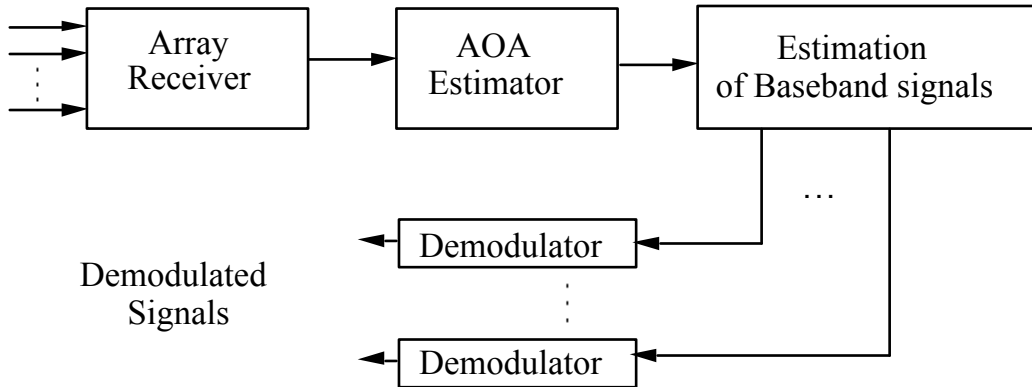 Array
Receiver
AOA
Estimator
Estimation
of Baseband signals
...
Demodulator
Demodulated
Signals
Demodulator